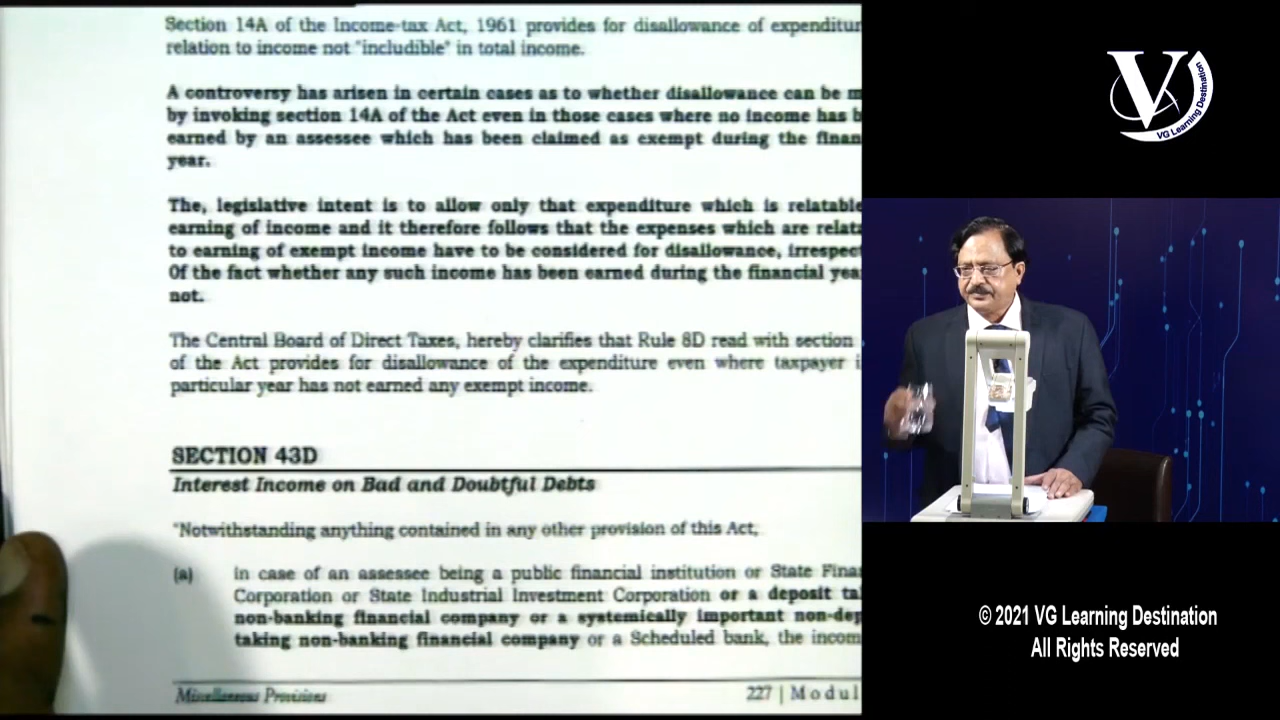 Section 14A of the Income-tax Act, 1961 provides for disallowance of
relation to income not "includible" in total income.
A controversy has arisen in certain cases as to whether disallowance can be
by invoking section 14A of the Act even in those cases where no income has
earned by an assessee which has been claimed as exempt during the
year.
The, legislative intent is to allow only that expenditure which is relatable
earning of income and it therefore follows that the expenses which are
to earning of exempt income have to be considered for disallowance,
Of the fact whether any such income has been earned during the financial
not.
The Central Board of Direct Taxes, hereby clarifies that Rule 8D read with section
of the Act provides for disallowance of the expenditure even where taxpayer
particular year has not earned any exempt income.
SECTION 43D
Interest Income on Bad and Doubtful Debts
"Notwithstanding anything contained in any other provision of this Act,
(a) in case of an assessee being a public financial institution or State
Corporation or State Industrial Investment Corporation or a deposit
non-banking financial company or a systemically important
taking non-banking financial company or a Scheduled bank, the
Miscellaneous Provisions 227 |
V
VG Learning Destination
© 2021 VG Learning Destination
All Rights Reserved